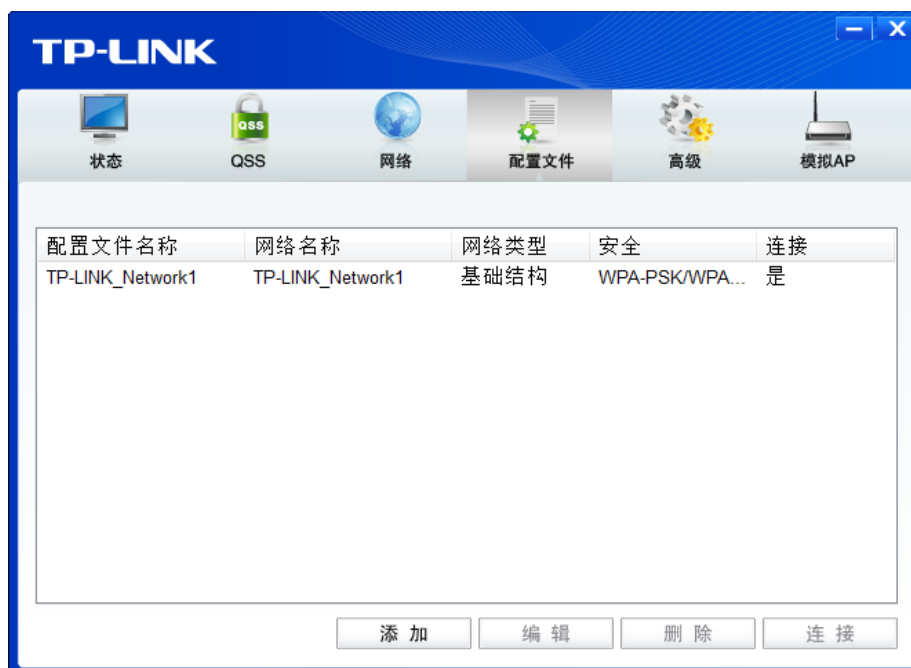 TP-LINK
QSS
状态 QSS 网络 配置文件 高级 模拟AP
配置文件名称 网络名称 网络类型 安全 连接
TP-LINK_Network1 TP-LINK_Network1 基础结构 WPA-PSK/WPA... 是
添加 编辑 删除 连接